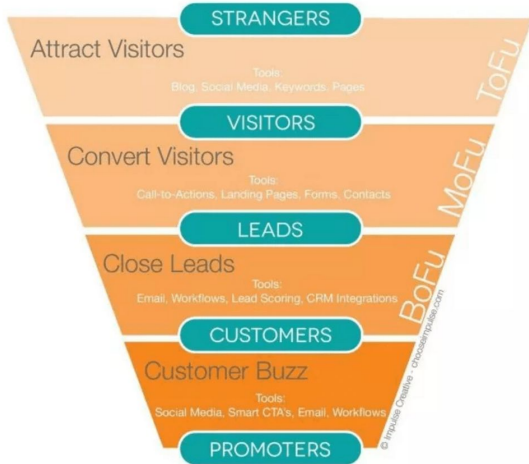 STRANGERS
Attract Visitors
Tools:
Blog, Social Media, Keywords, Pages
ToFu
VISITORS
Convert Visitors
Tools:
Call-to-Actions, Landing Pages, Forms, Contacts
MoFu
LEADS
Close Leads
Tools:
Email, Workflows, Lead Scoring, CRM Integrations
BoFu
CUSTOMERS
Customer Buzz
Tools:
Social Media, Smart CTA's, Email, Workflows
PROMOTERS
© Impulse Creative - chooseimpulse.com